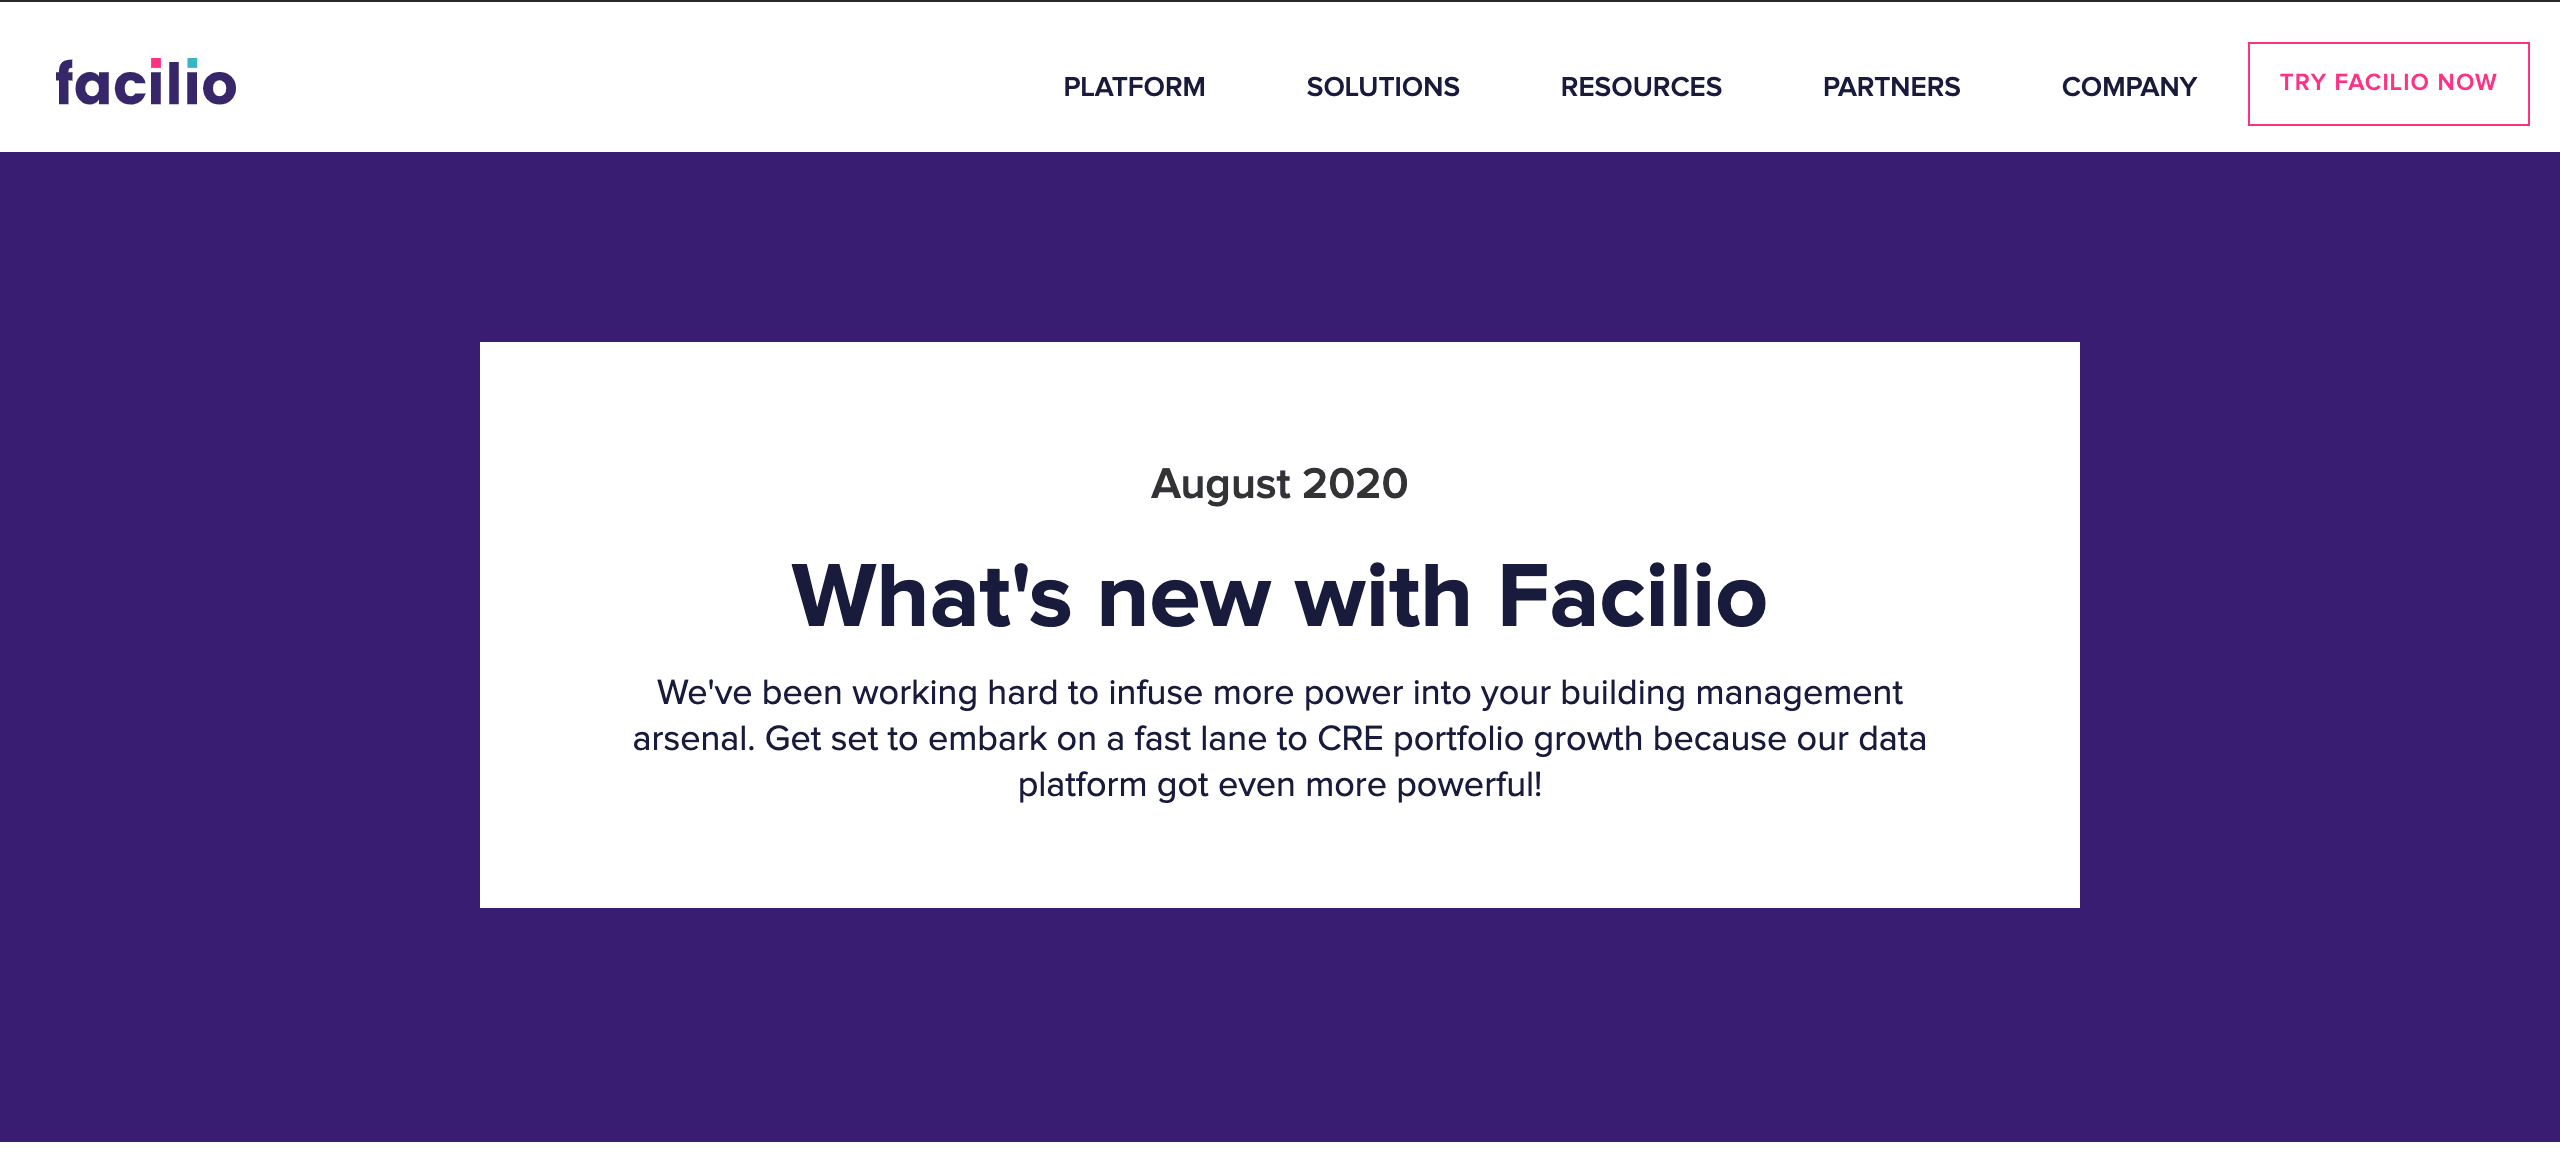 facilio
PLATFORM
SOLUTIONS
RESOURCES
PARTNERS
COMPANY
TRY FACILIO NOW
August 2020
What's new with Facilio
We've been working hard to infuse more power into your building management
arsenal. Get set to embark on a fast lane to CRE portfolio growth because our data
platform got even more powerful!